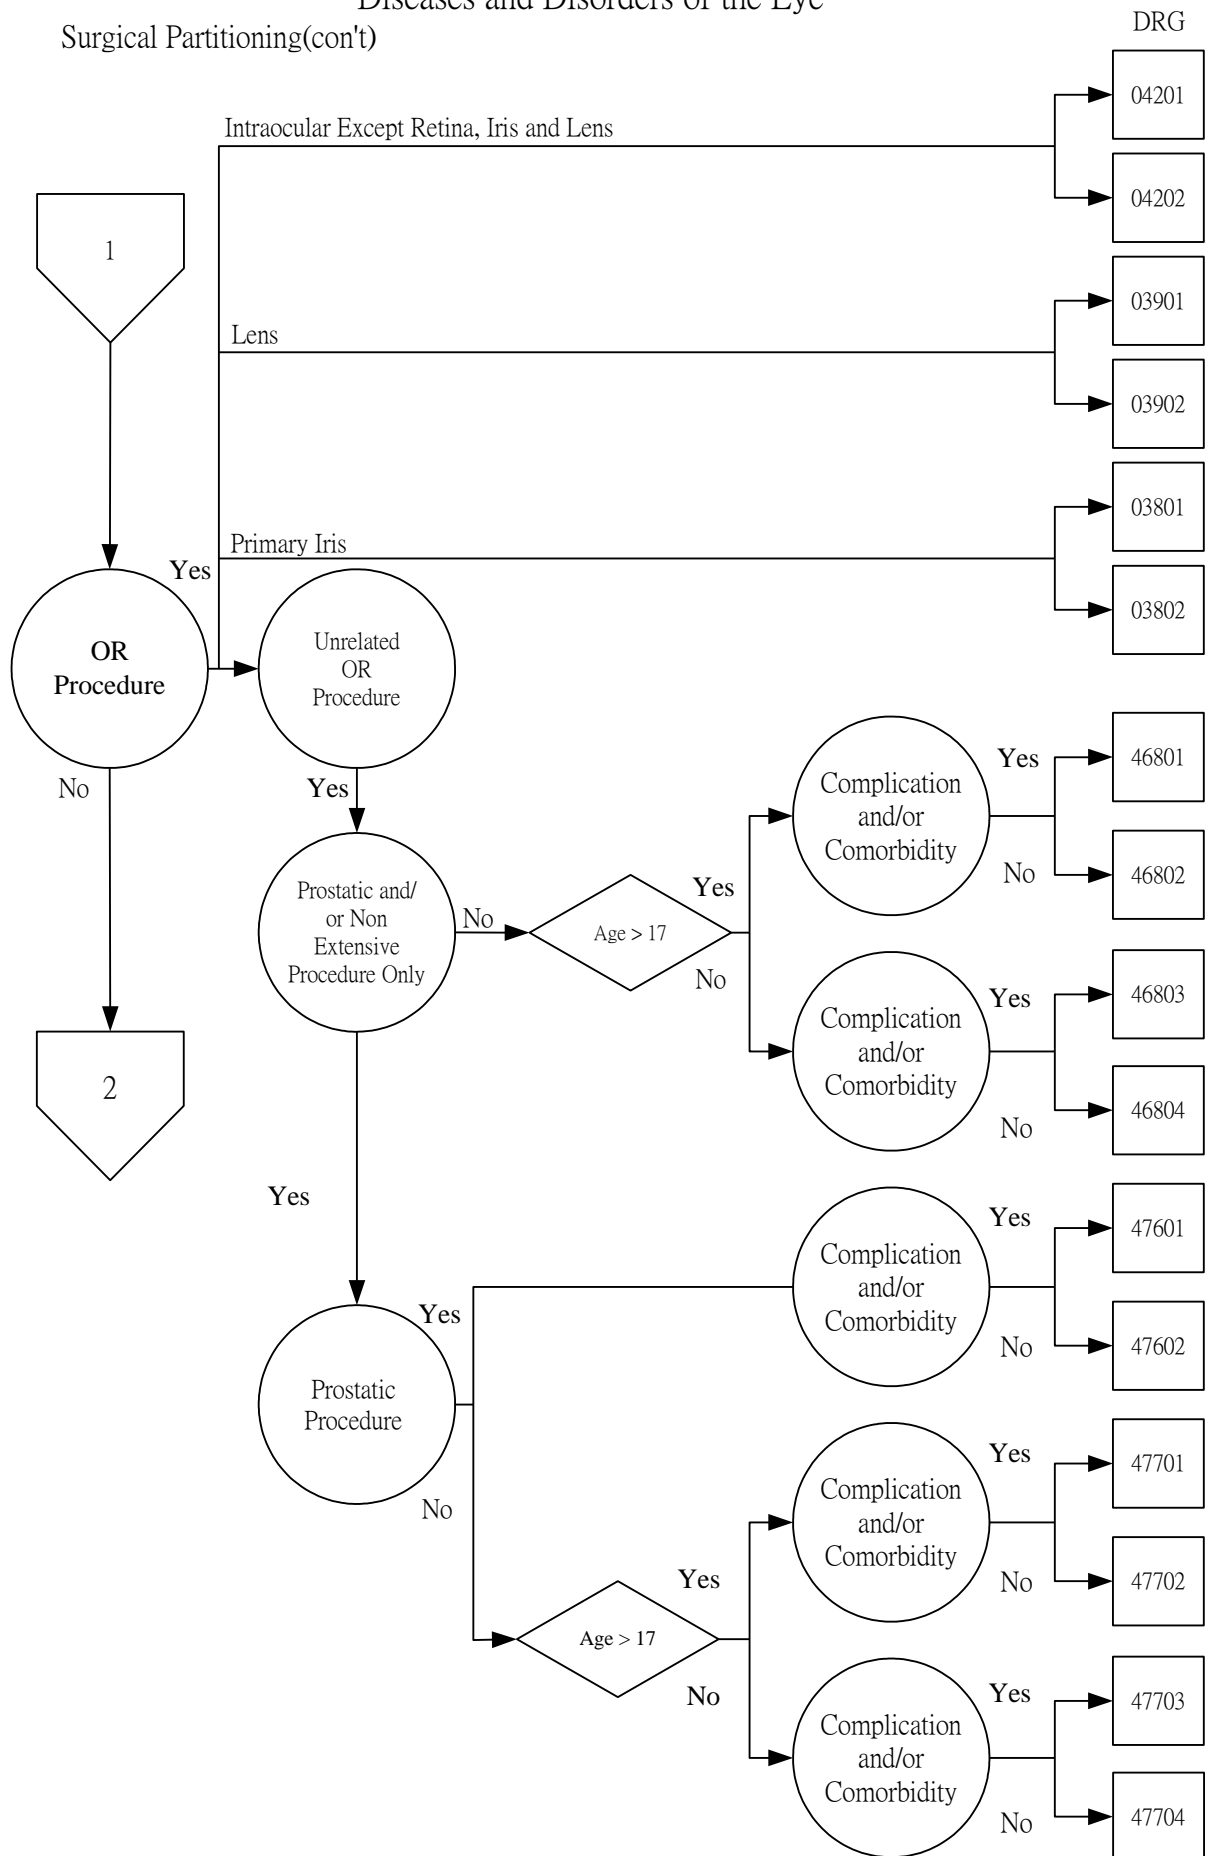 Diseases and Disorders of the Eye
Surgical Partitioning(con't)
DRG
04201
Intraocular Except Retina, Iris and Lens
04202
1
03901
Lens
03902
03801
Primary Iris
Yes
03802
OR
Procedure
Unrelated
OR
Procedure
No
Yes
Complication
and/or
Comorbidity
Yes
46801
No
46802
Prostatic and/
or Non
Extensive
Procedure Only
No
Age > 17
Yes
No
Complication
and/or
Comorbidity
Yes
46803
No
46804
2
Yes
Complication
and/or
Comorbidity
Yes
47601
No
47602
Prostatic
Procedure
Yes
No
Complication
and/or
Comorbidity
Yes
47701
No
47702
Age > 17
Yes
No
Complication
and/or
Comorbidity
Yes
47703
No
47704